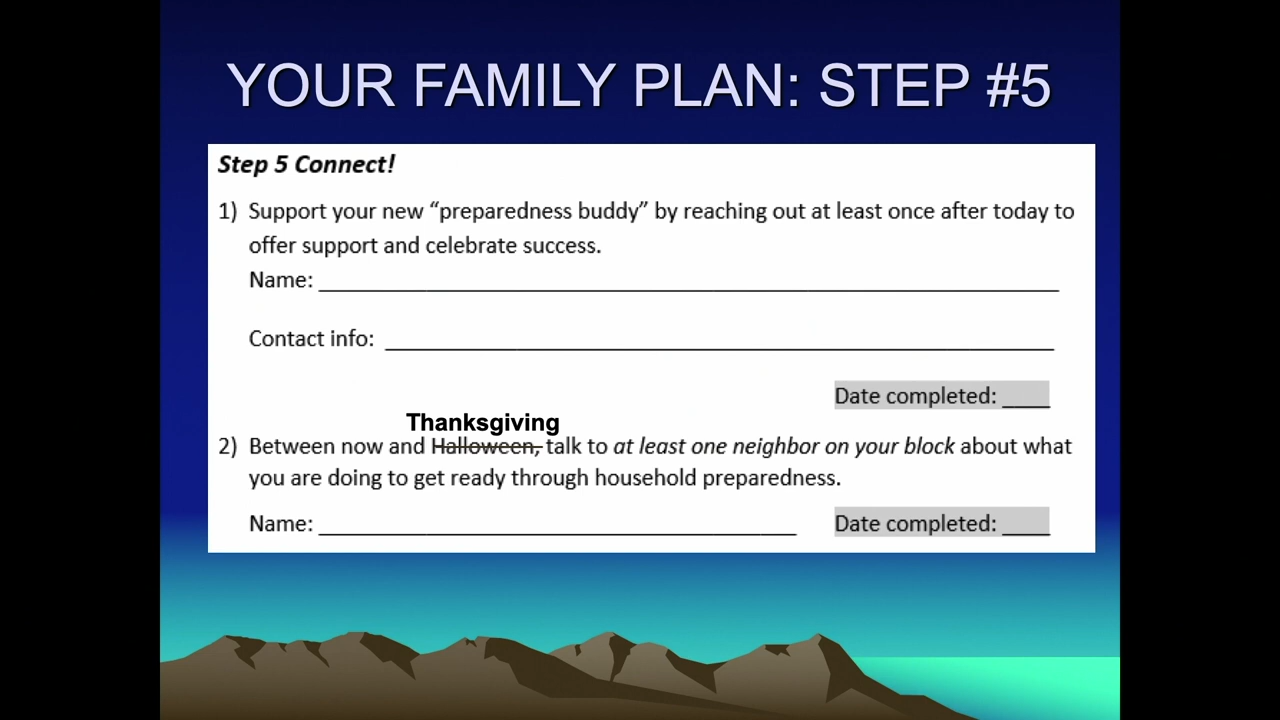 YOUR FAMILY PLAN: STEP #5
Step 5 Connect!
1) Support your new “preparedness buddy” by reaching out at least once after today to
offer support and celebrate success.
Name: ____________________
Contact info: ____________________
Date completed: ____
Thanksgiving
2) Between now and Halloween, talk to at least one neighbor on your block about what
you are doing to get ready through household preparedness.
Name: ____________________ Date completed: ____